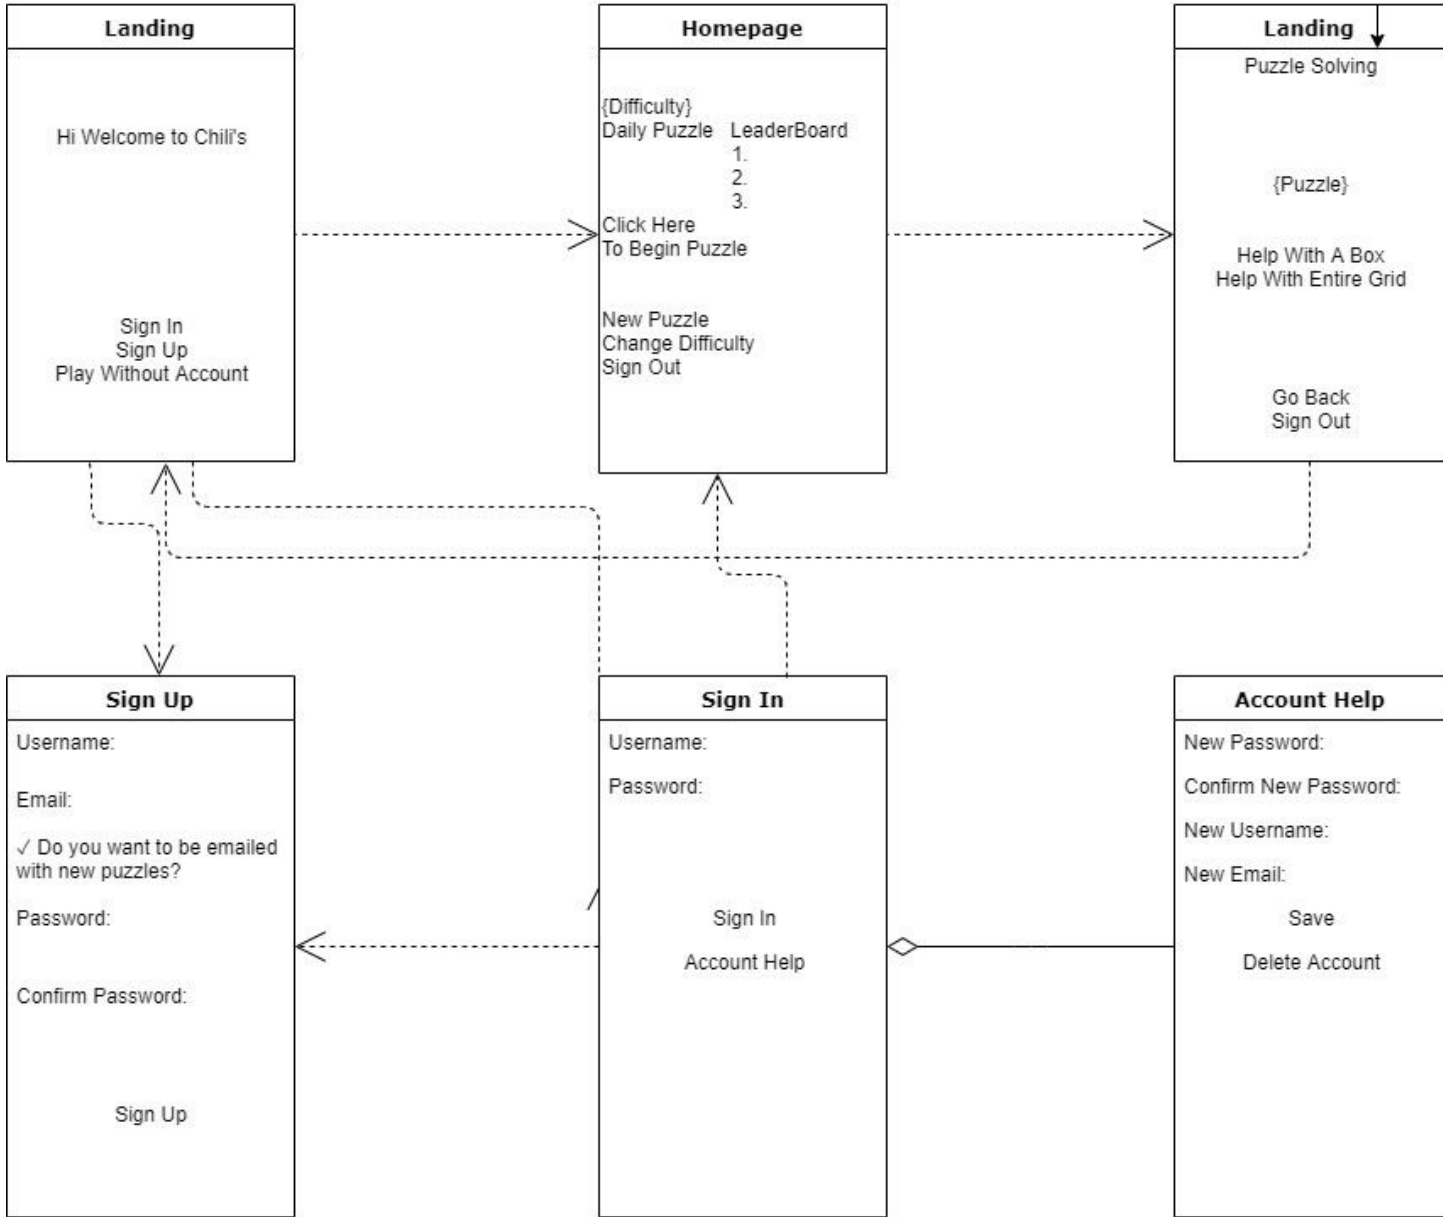 Landing
Hi Welcome to Chili's
Sign In
Sign Up
Play Without Account
Homepage
{Difficulty}
Daily Puzzle LeaderBoard
1.
2.
3.
Click Here
To Begin Puzzle
New Puzzle
Change Difficulty
Sign Out
Landing
Puzzle Solving
{Puzzle}
Help With A Box
Help With Entire Grid
Go Back
Sign Out
Sign Up
Username:
Email:
✓ Do you want to be emailed
with new puzzles?
Password:
Confirm Password:
Sign Up
Sign In
Username:
Password:
Sign In
Account Help
Account Help
New Password:
Confirm New Password:
New Username:
New Email:
Save
Delete Account